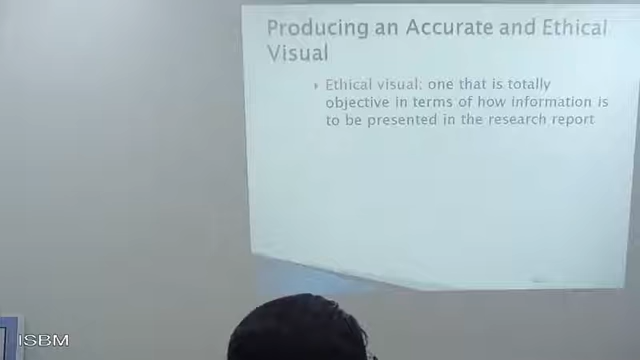 Producing an Accurate and Ethical
Visual
Ethical visual: one that is totally
objective in terms of how information is
to be presented in the research report
ISBM